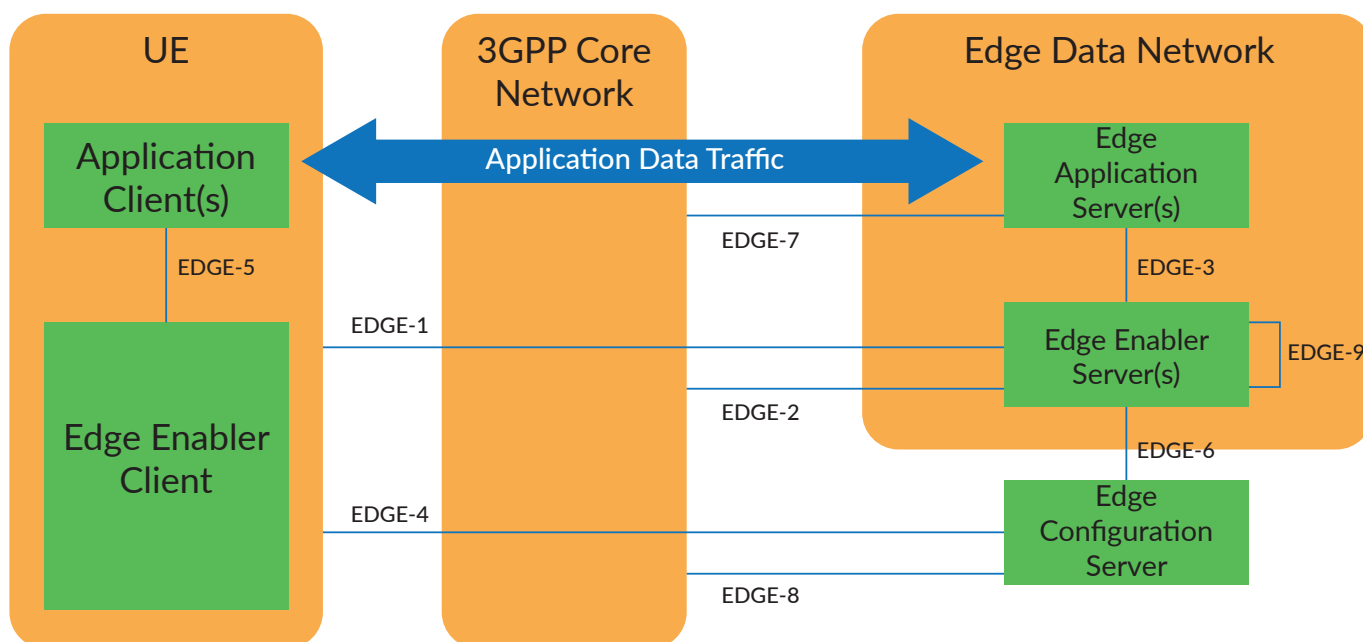 UE
3GPP Core
Network
Edge Data Network
Application
Client(s)
Application Data Traffic
Edge
Application
Server(s)
EDGE-7
EDGE-5
EDGE-3
EDGE-1
Edge Enabler
Server(s)
EDGE-9
EDGE-2
Edge Enabler
Client
EDGE-6
EDGE-4
Edge
Configuration
Server
EDGE-8